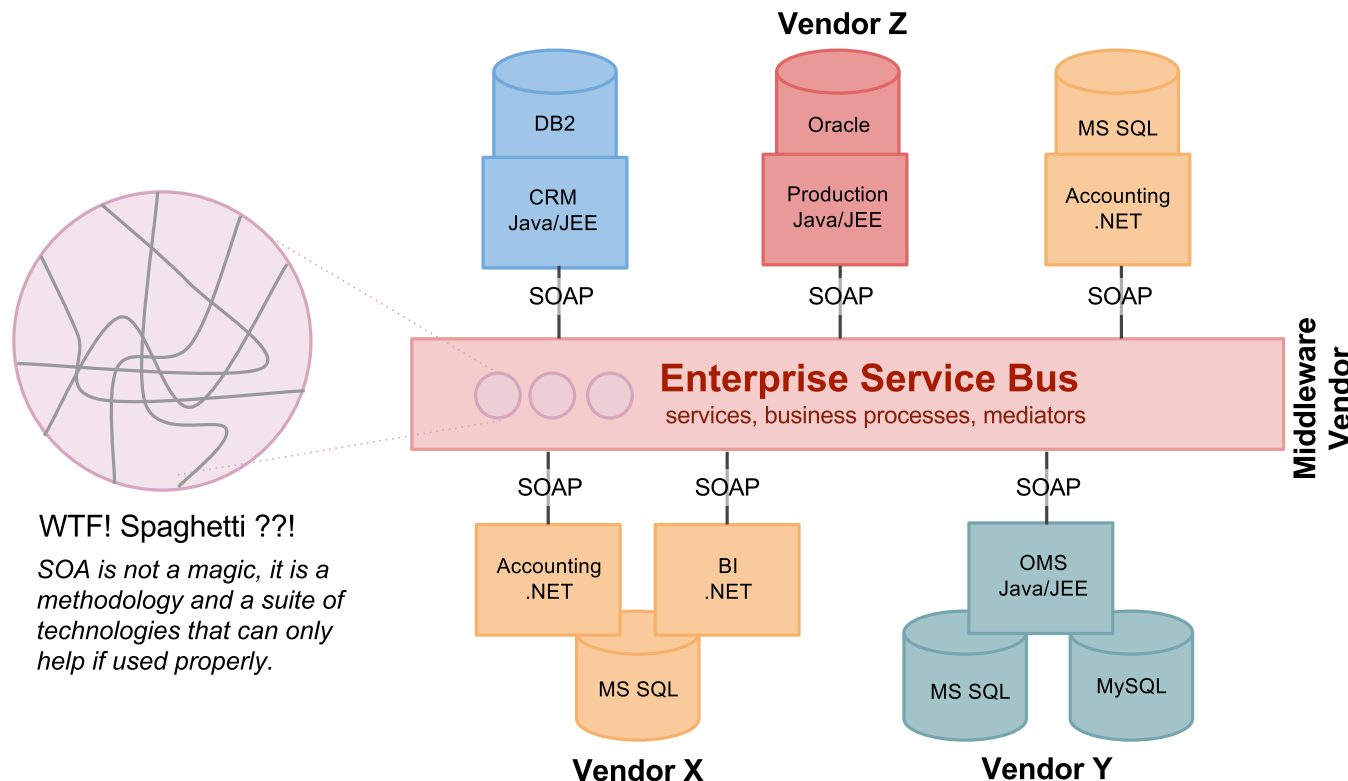 Vendor Z
DB2
Oracle
MS SQL
CRM
Java/JEE
Production
Java/JEE
Accounting
.NET
SOAP
SOAP
SOAP
Enterprise Service Bus
services, business processes, mediators
Middleware
Vendor
SOAP
SOAP
SOAP
WTF! Spaghetti ??!
SOA is not a magic, it is a
methodology and a suite of
technologies that can only
help if used properly.
Accounting
.NET
BI
.NET
OMS
Java/JEE
MS SQL
MS SQL
MySQL
Vendor X
Vendor Y